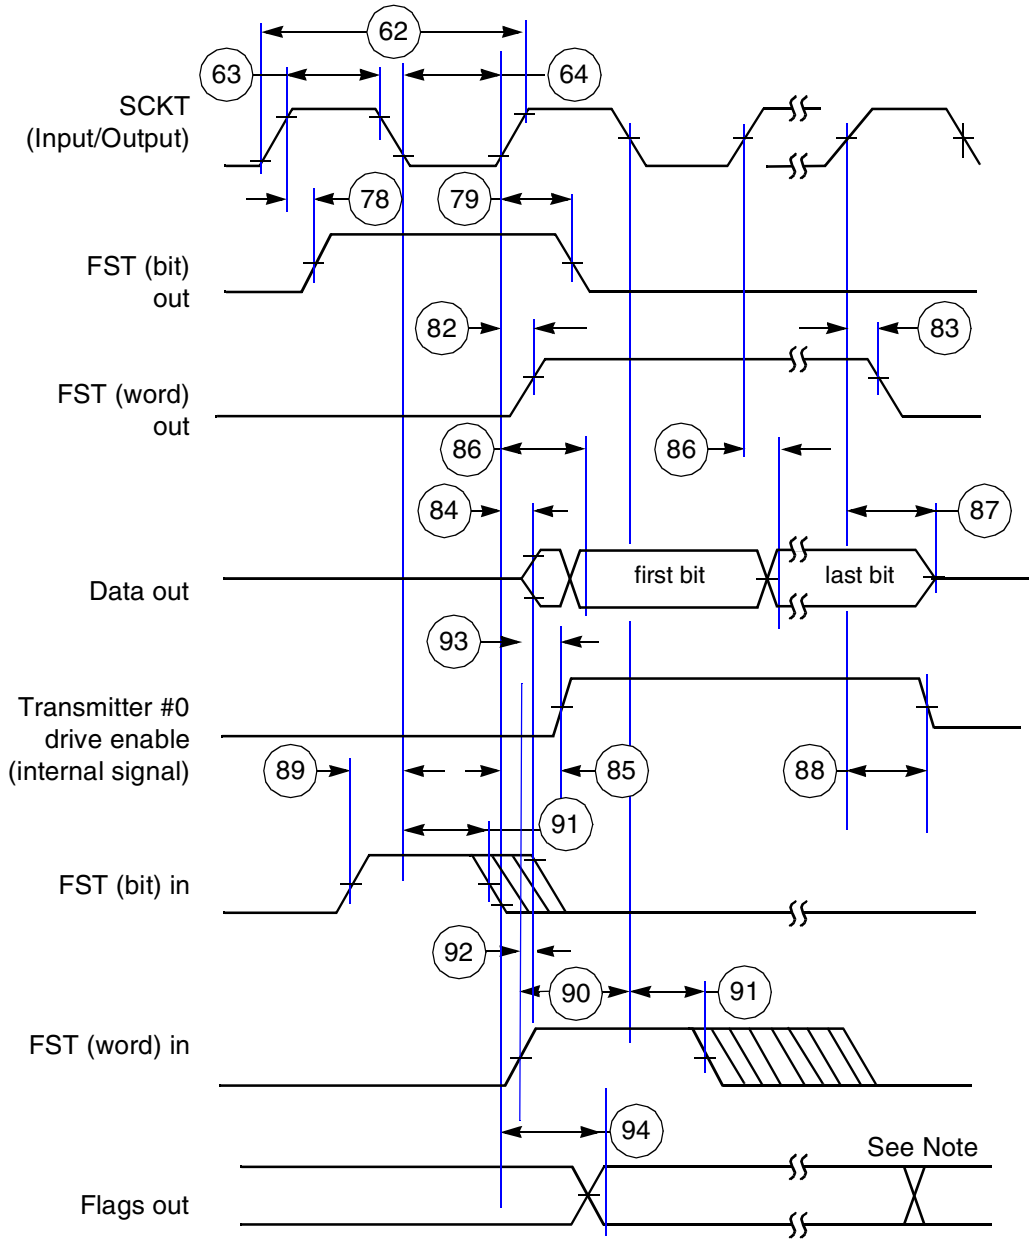 62
63
64
SCKT
(Input/Output)
78
79
FST (bit)
out
82
83
FST (word)
out
86
86
84
87
Data out
first bit
last bit
93
Transmitter #0
drive enable
(internal signal)
89
85
88
91
FST (bit) in
92
90
91
FST (word) in
94
See Note
Flags out